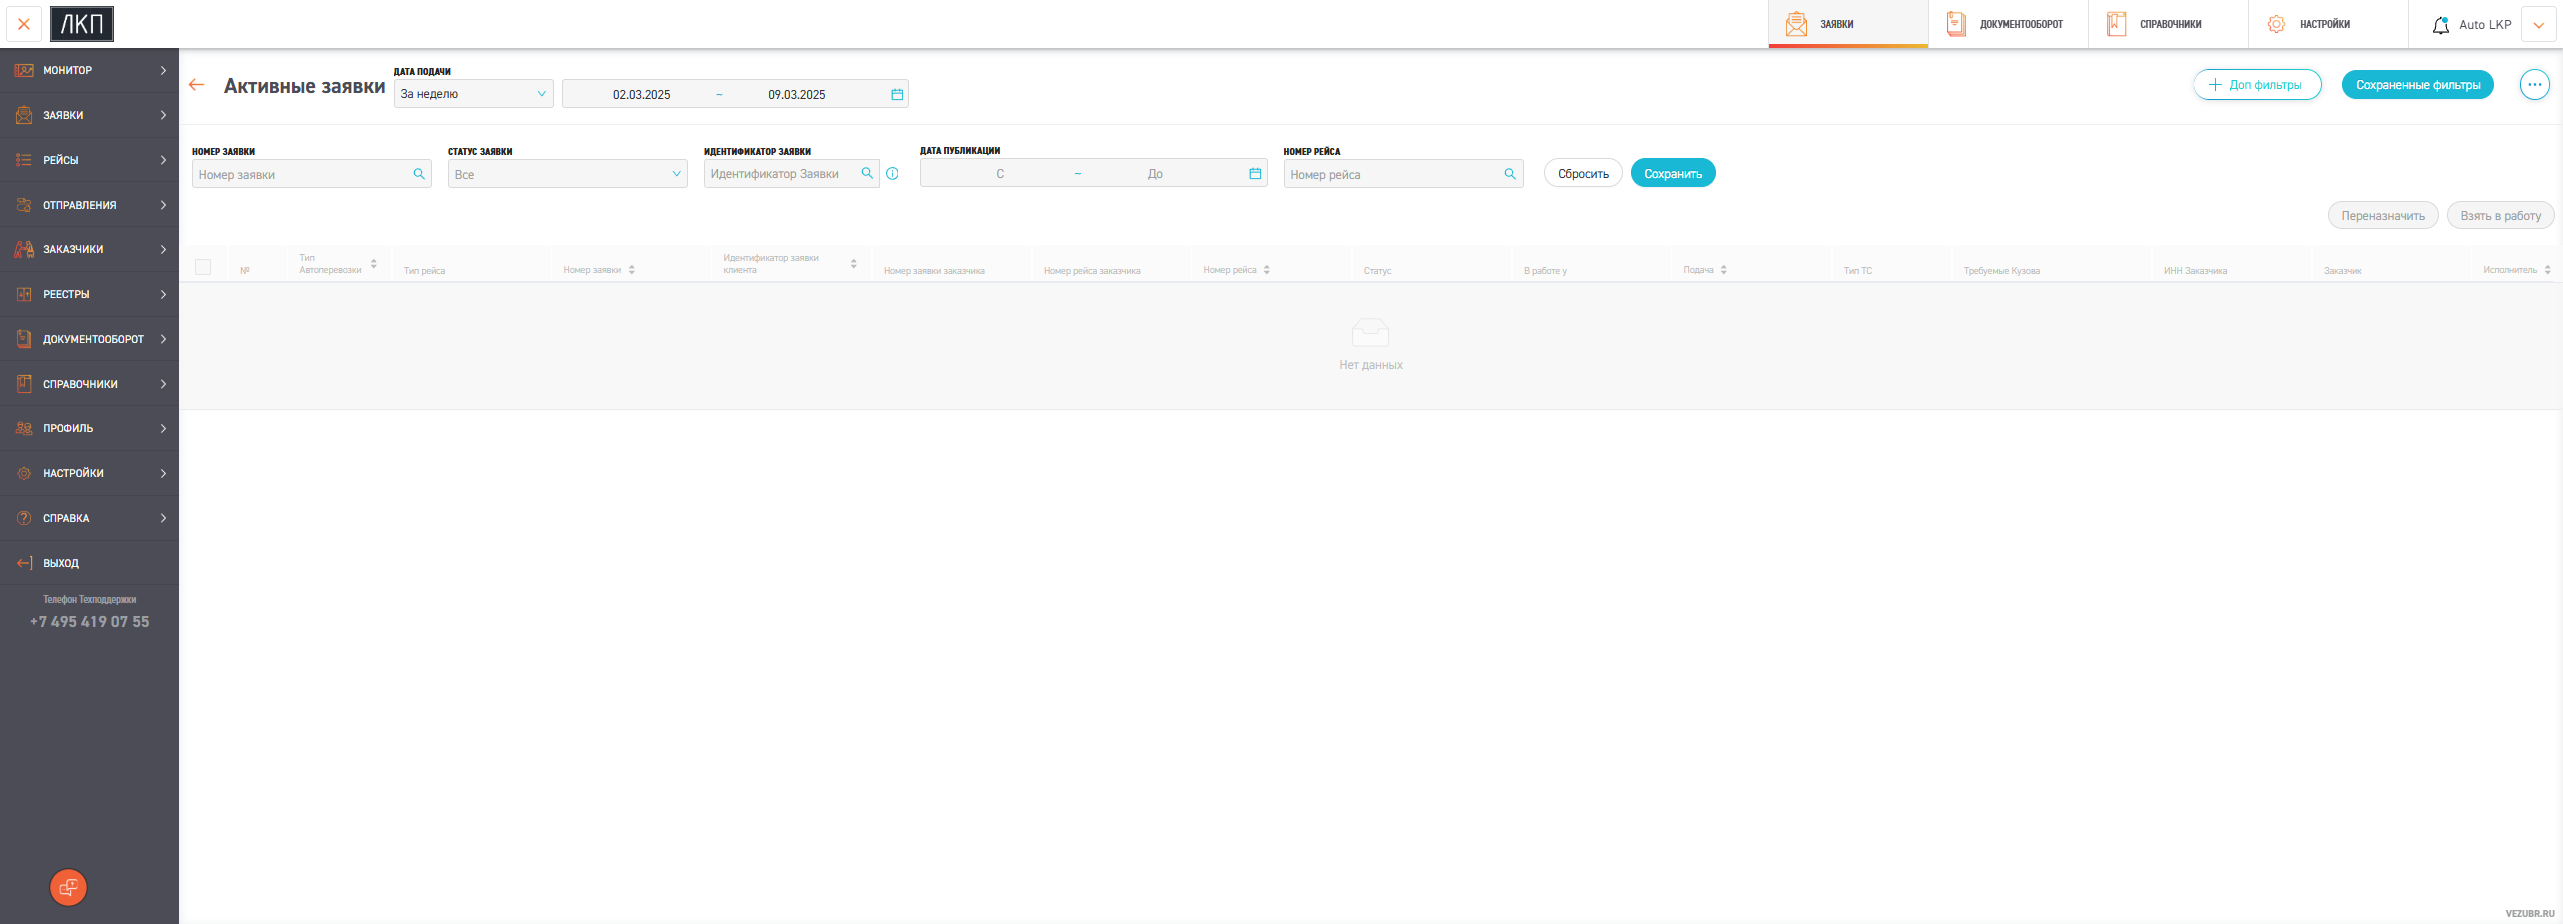 ЛКП
ЗАЯВКИ
ДОКУМЕНТООБОРОТ
СПРАВОЧНИКИ
НАСТРОЙКИ
Auto LKP
МОНИТОР
ЗАЯВКИ
РЕЙСЫ
ОТПРАВЛЕНИЯ
ЗАКАЗЧИКИ
РЕЕСТРЫ
ДОКУМЕНТООБОРОТ
СПРАВОЧНИКИ
ПРОФИЛЬ
НАСТРОЙКИ
СПРАВКА
ВЫХОД
Телефон Техподдержки
+7 495 419 07 55
Активные заявки
ДАТА ПОДАЧИ
За неделю
02.03.2025 ~ 09.03.2025
Доп фильтры
Сохраненные фильтры
НОМЕР ЗАЯВКИ
Номер заявки
СТАТУС ЗАЯВКИ
Все
ИДЕНТИФИКАТОР ЗАЯВКИ
Идентификатор Заявки
ДАТА ПУБЛИКАЦИИ
С ~ До
НОМЕР РЕЙСА
Номер рейса
Сбросить
Сохранить
Переназначить
Взять в работу
№
Тип
Автоперевозки
Тип рейса
Номер заявки
Идентификатор заявки
клиента
Номер заявки заказчика
Номер рейса заказчика
Номер рейса
Статус
В работе у
Подача
Тип ТС
Требуемые Кузова
ИНН Заказчика
Заказчик
Исполнитель
Нет данных
VEZUBR.RU